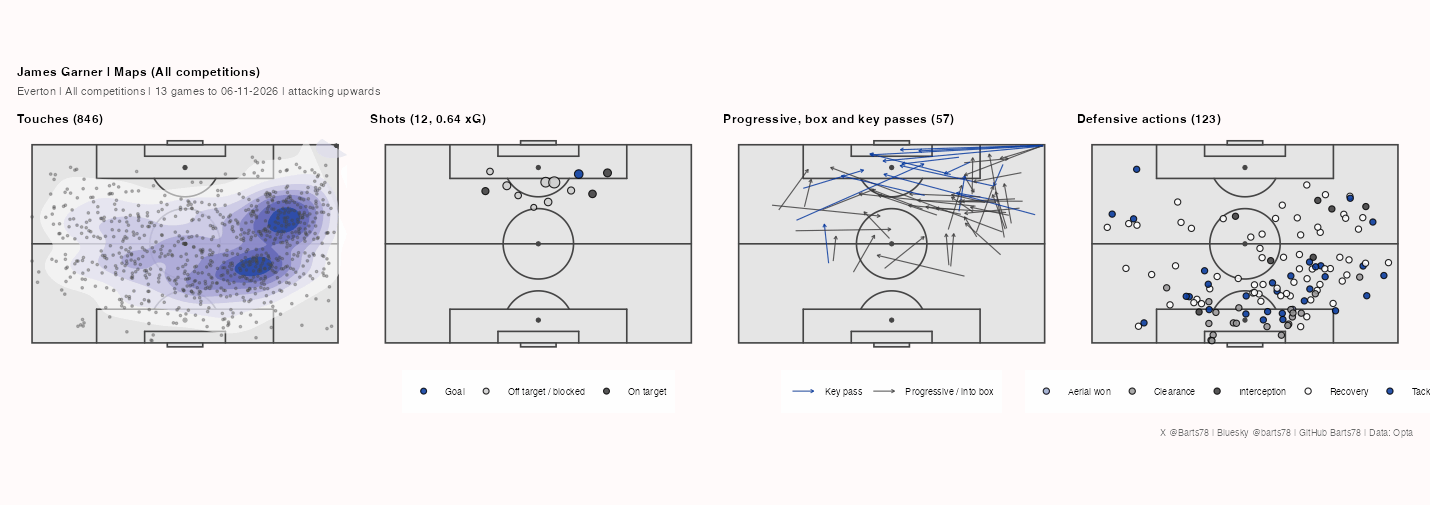 James Garner | Maps (All competitions)
Everton | All competitions | 13 games to 06-11-2026 | attacking upwards
Touches (846)
Shots (12, 0.64 xG)
Progressive, box and key passes (57)
Defensive actions (123)
Goal
Off target / blocked
On target
Key pass
Progressive / into box
Aerial won
Clearance
Interception
Recovery
Tack
X @Barts78 | Bluesky @barts78 | GitHub Barts78 | Data: Opta